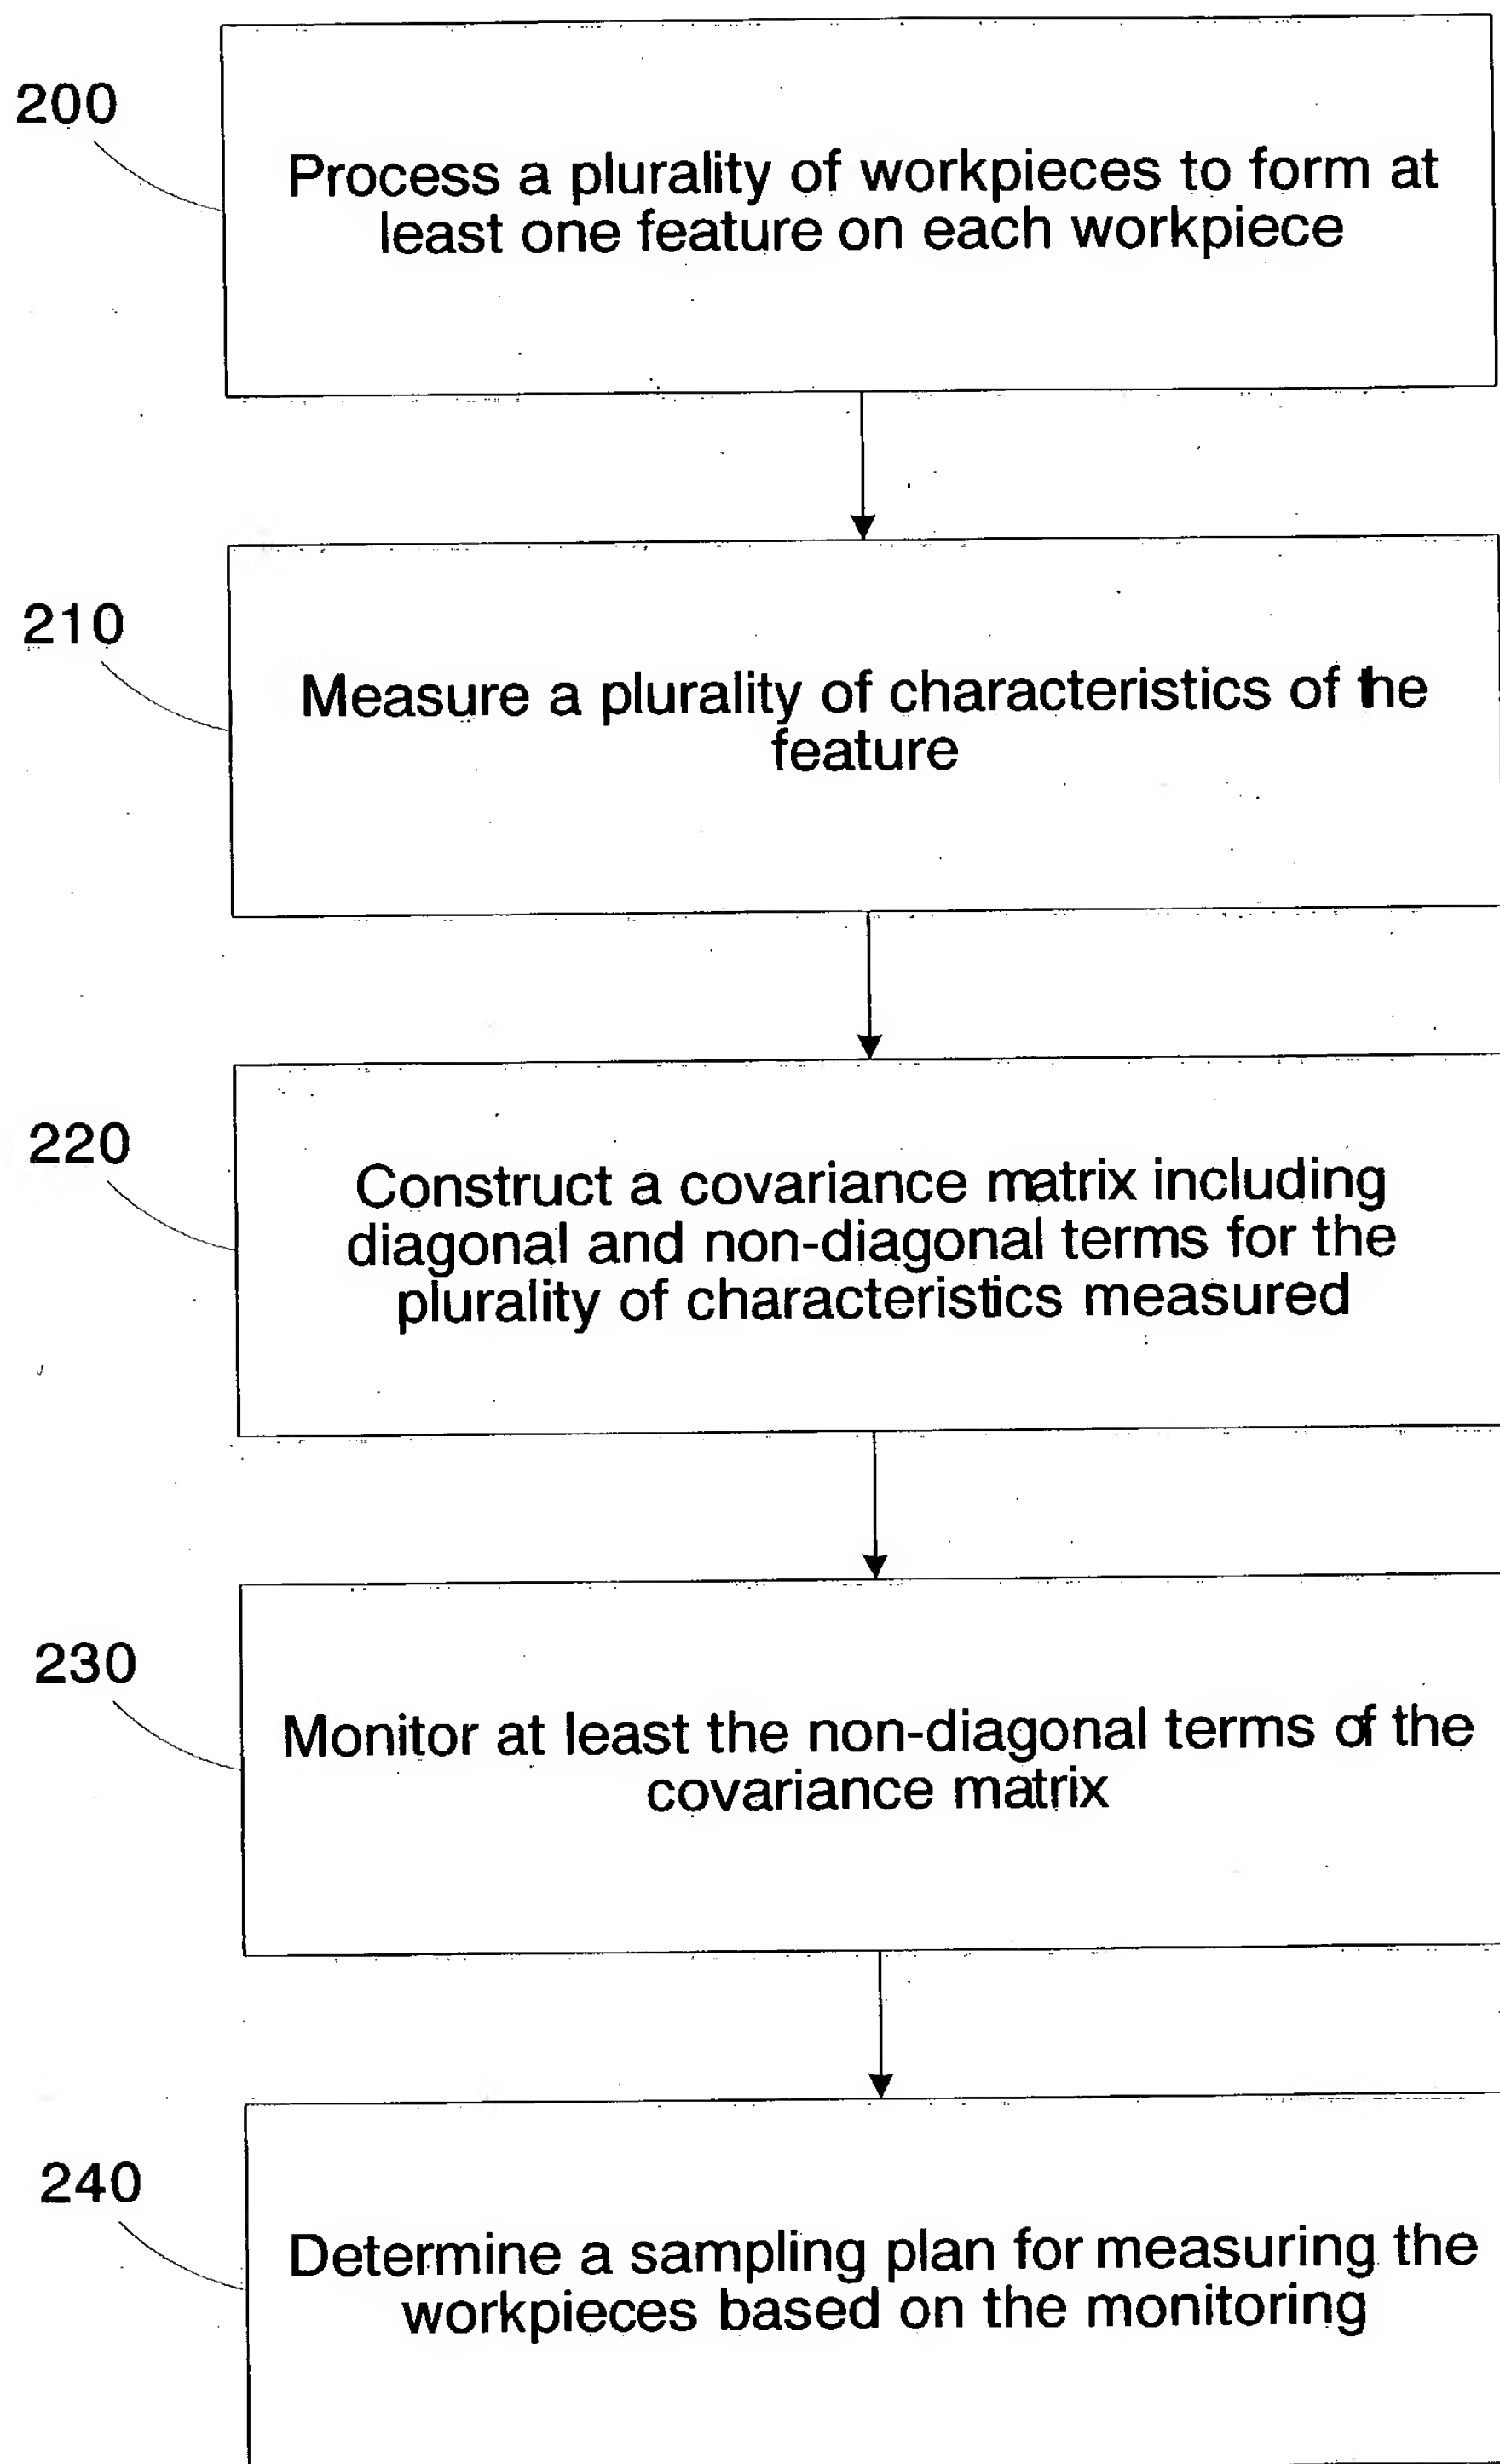 200
Process a plurality of workpieces to form at
least one feature on each workpiece
210
Measure a plurality of characteristics of the
feature
220
Construct a covariance matrix including
diagonal and non-diagonal terms for the
plurality of characteristics measured
230
Monitor at least the non-diagonal terms of the
covariance matrix
240
Determine a sampling plan for measuring the
workpieces based on the monitoring